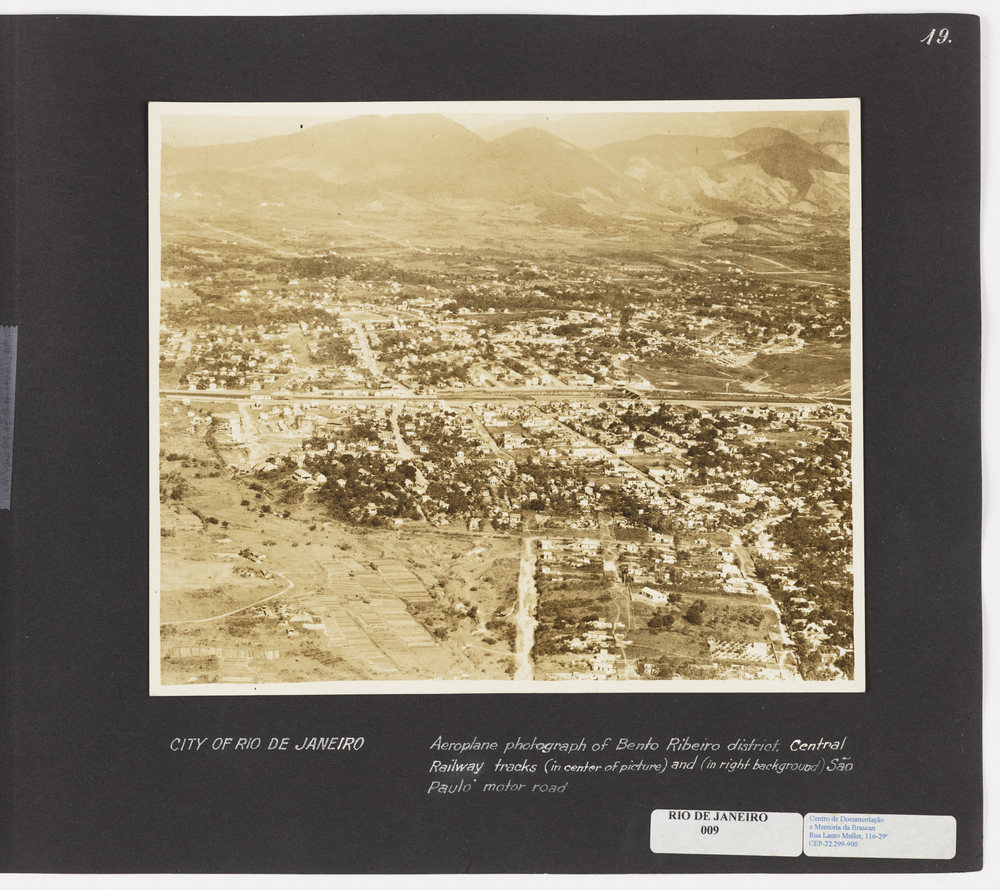 19.
CITY OF RIO DE JANEIRO
Aeroplane photograph of Bento Ribeiro district. Central
Railway tracks (in center of picture) and (in right background) São
Paulo motor road
RIO DE JANEIRO
009
Centro de Documentação
e Memória da Brascan
Rua Lauro Muller, 116-29º
CEP-22.299-900